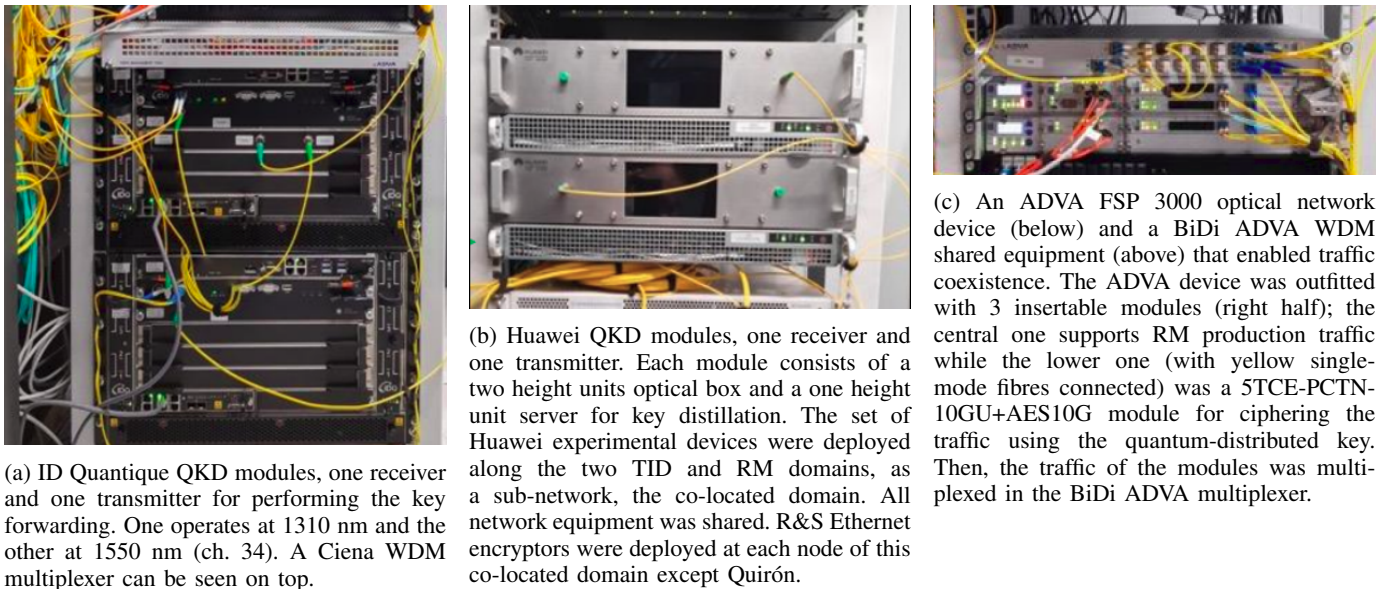 ADVA
HUAWEI
HUAWEI
ADVA
(a) ID Quantique QKD modules, one receiver
and one transmitter for performing the key
forwarding. One operates at 1310 nm and the
other at 1550 nm (ch. 34). A Ciena WDM
multiplexer can be seen on top.
(b) Huawei QKD modules, one receiver and
one transmitter. Each module consists of a
two height units optical box and a one height
unit server for key distillation. The set of
Huawei experimental devices were deployed
along the two TID and RM domains, as
a sub-network, the co-located domain. All
network equipment was shared. R&S Ethernet
encryptors were deployed at each node of this
co-located domain except Quirón.
(c) An ADVA FSP 3000 optical network
device (below) and a BiDi ADVA WDM
shared equipment (above) that enabled traffic
coexistence. The ADVA device was outfitted
with 3 insertable modules (right half); the
central one supports RM production traffic
while the lower one (with yellow single-
mode fibres connected) was a 5TCE-PCTN-
10GU+AES10G module for ciphering the
traffic using the quantum-distributed key.
Then, the traffic of the modules was multi-
plexed in the BiDi ADVA multiplexer.